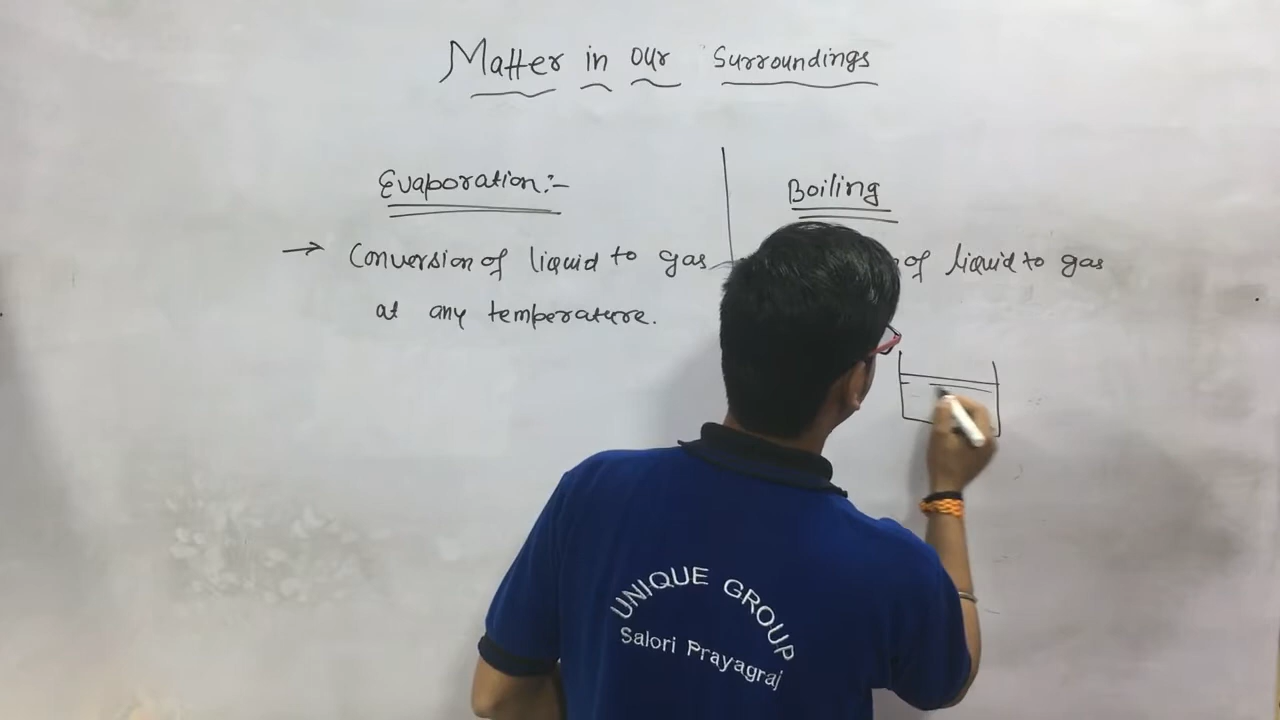 Matter in our Surroundings
Evaporation:-
→ Conversion of liquid to gas
at any temperature.
Boiling
of liquid to gas
UNIQUE GROUP
Salori Prayagraj